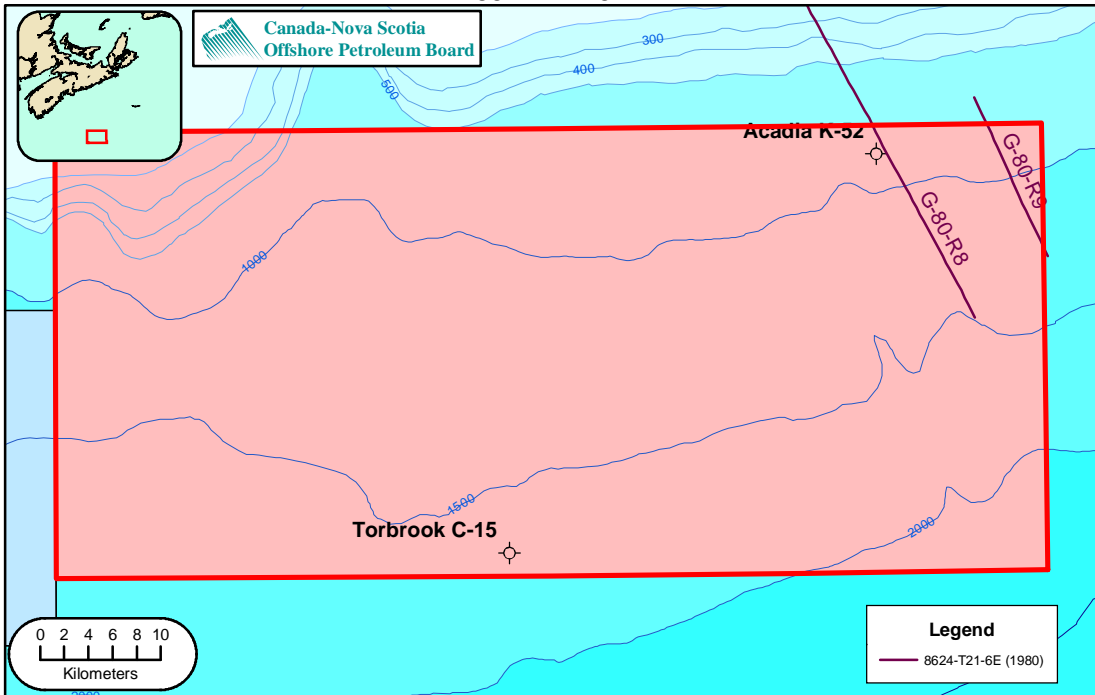 Canada-Nova Scotia
Offshore Petroleum Board
300
400
500
Acadia K-52
G-80-R9
G-80-R8
1000
1500
Torbrook C-15
2000
0 2 4 6 8 10
Kilometers
Legend
8624-T21-6E (1980)